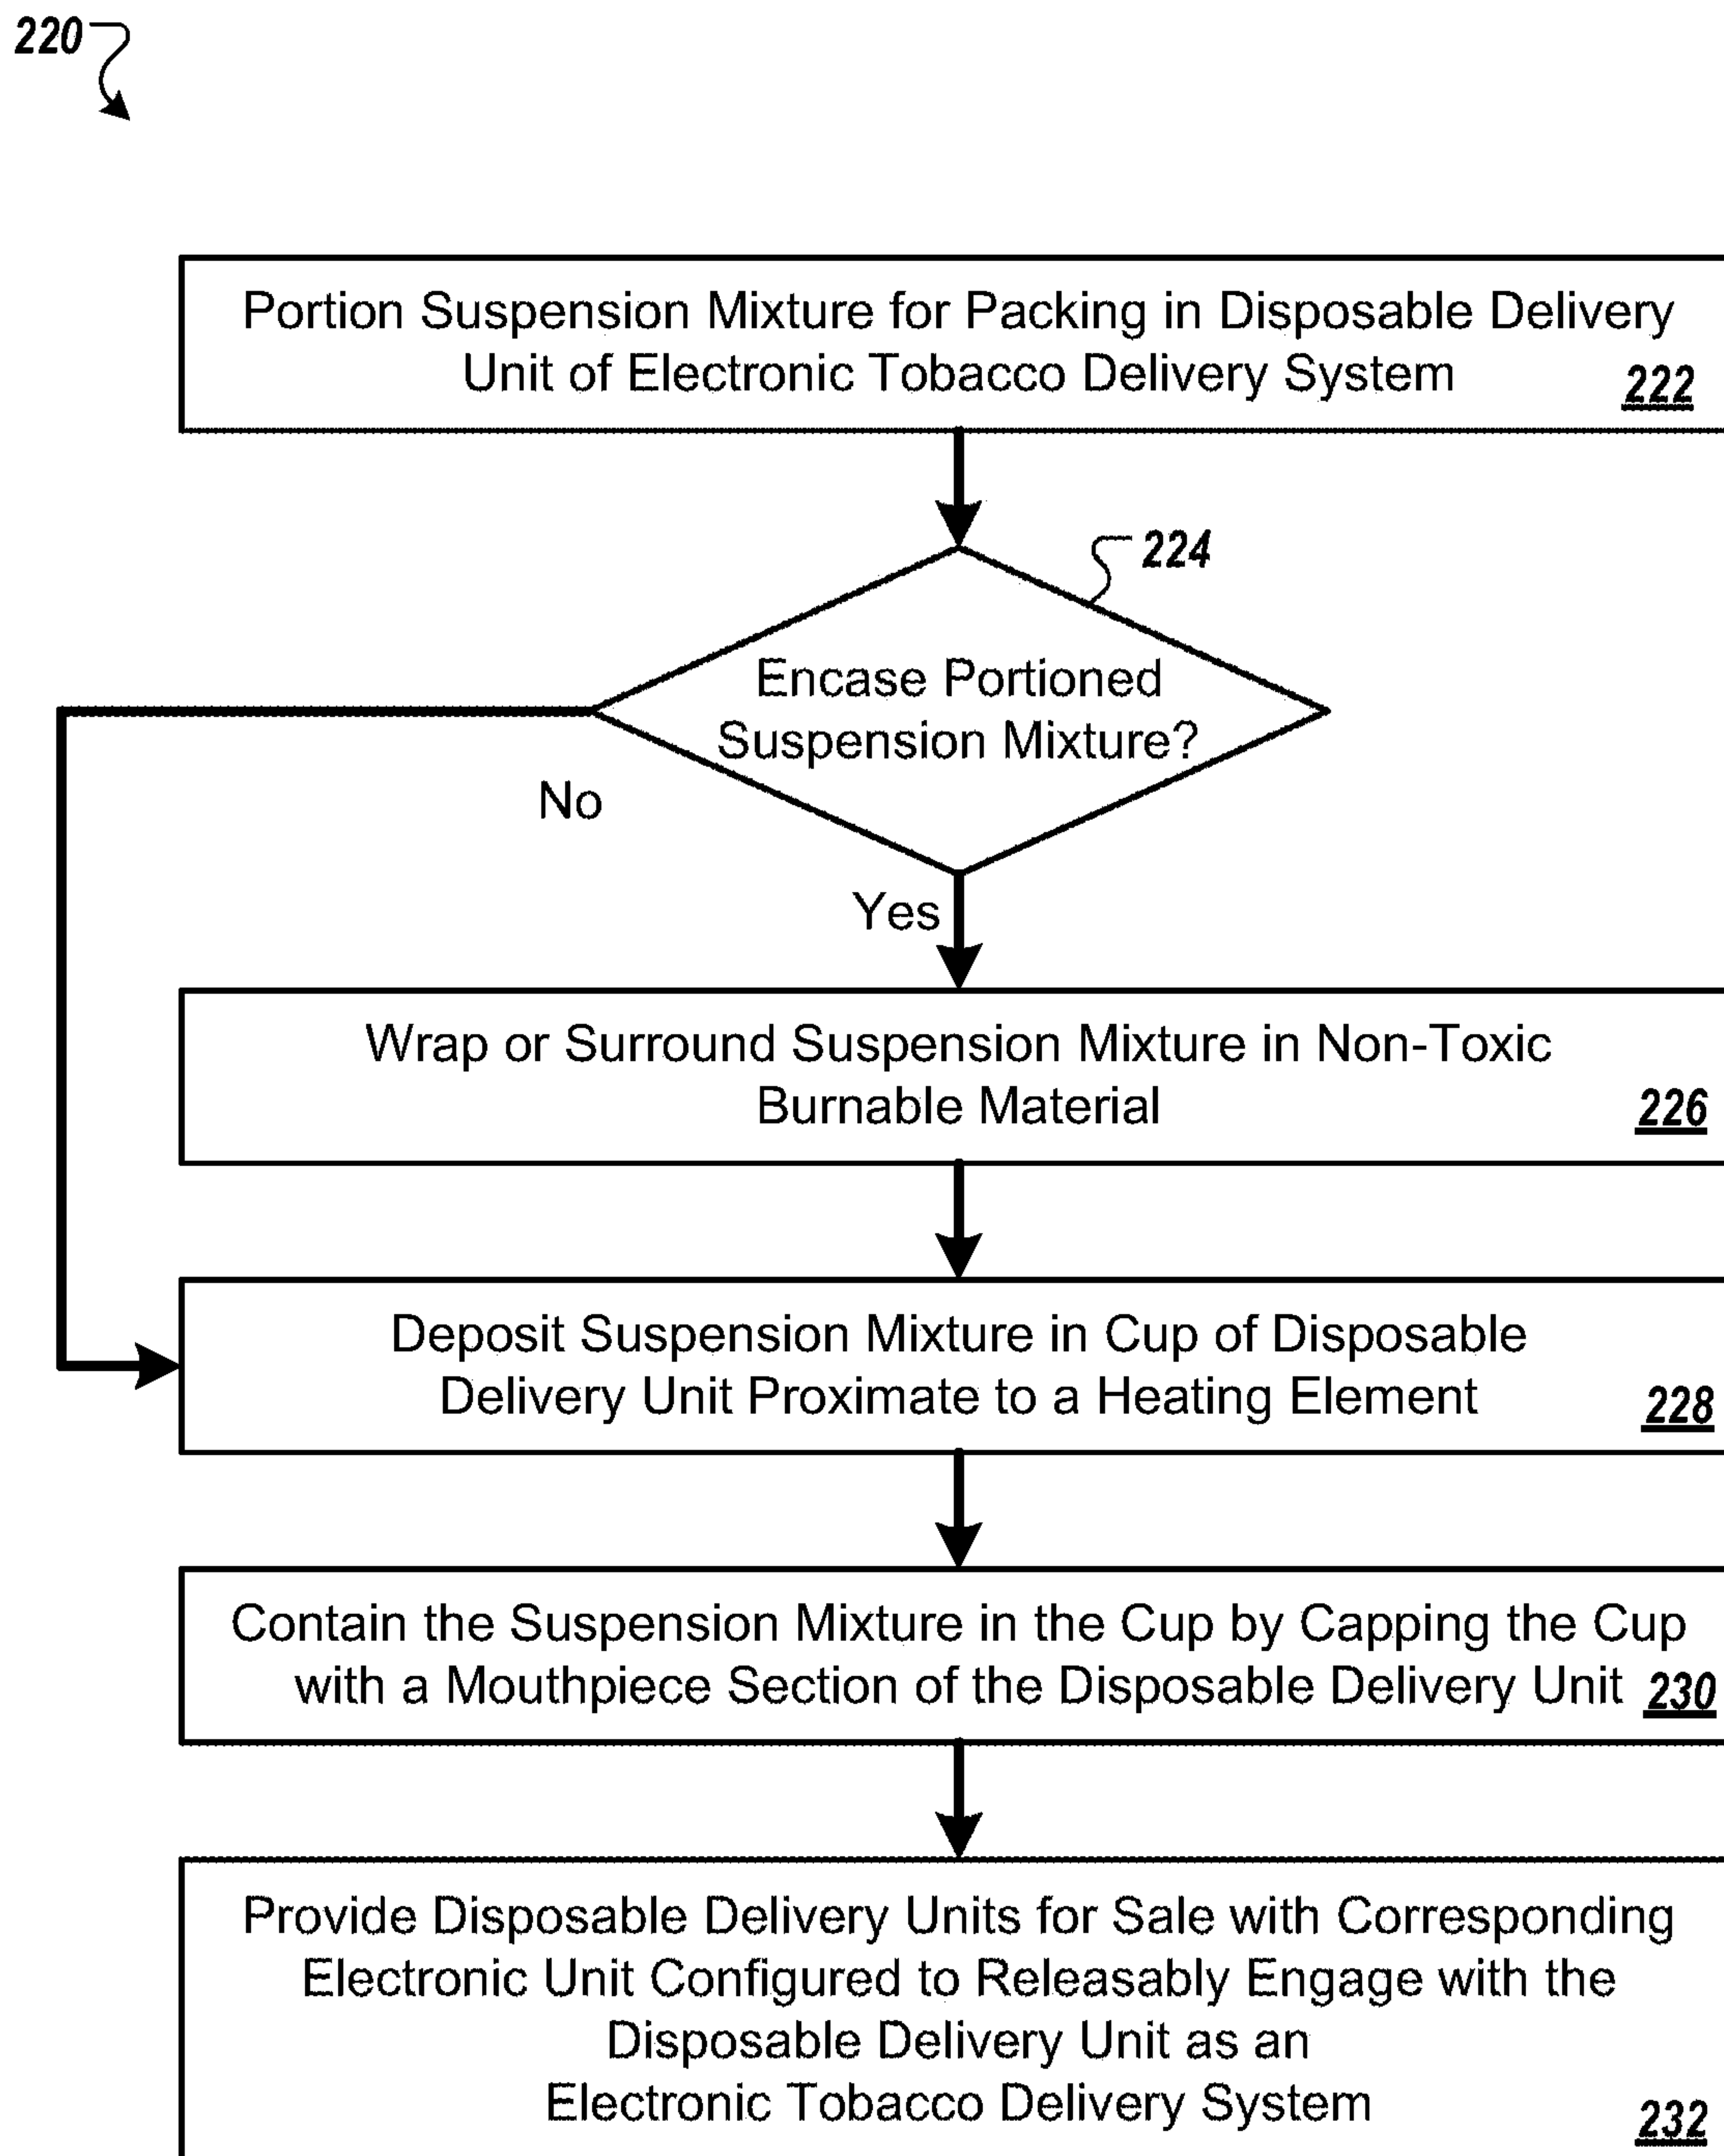 220
Portion Suspension Mixture for Packing in Disposable Delivery
Unit of Electronic Tobacco Delivery System 222
224
Encase Portioned
Suspension Mixture?
No
Yes
Wrap or Surround Suspension Mixture in Non-Toxic
Burnable Material 226
Deposit Suspension Mixture in Cup of Disposable
Delivery Unit Proximate to a Heating Element 228
Contain the Suspension Mixture in the Cup by Capping the Cup
with a Mouthpiece Section of the Disposable Delivery Unit 230
Provide Disposable Delivery Units for Sale with Corresponding
Electronic Unit Configured to Releasably Engage with the
Disposable Delivery Unit as an
Electronic Tobacco Delivery System 232